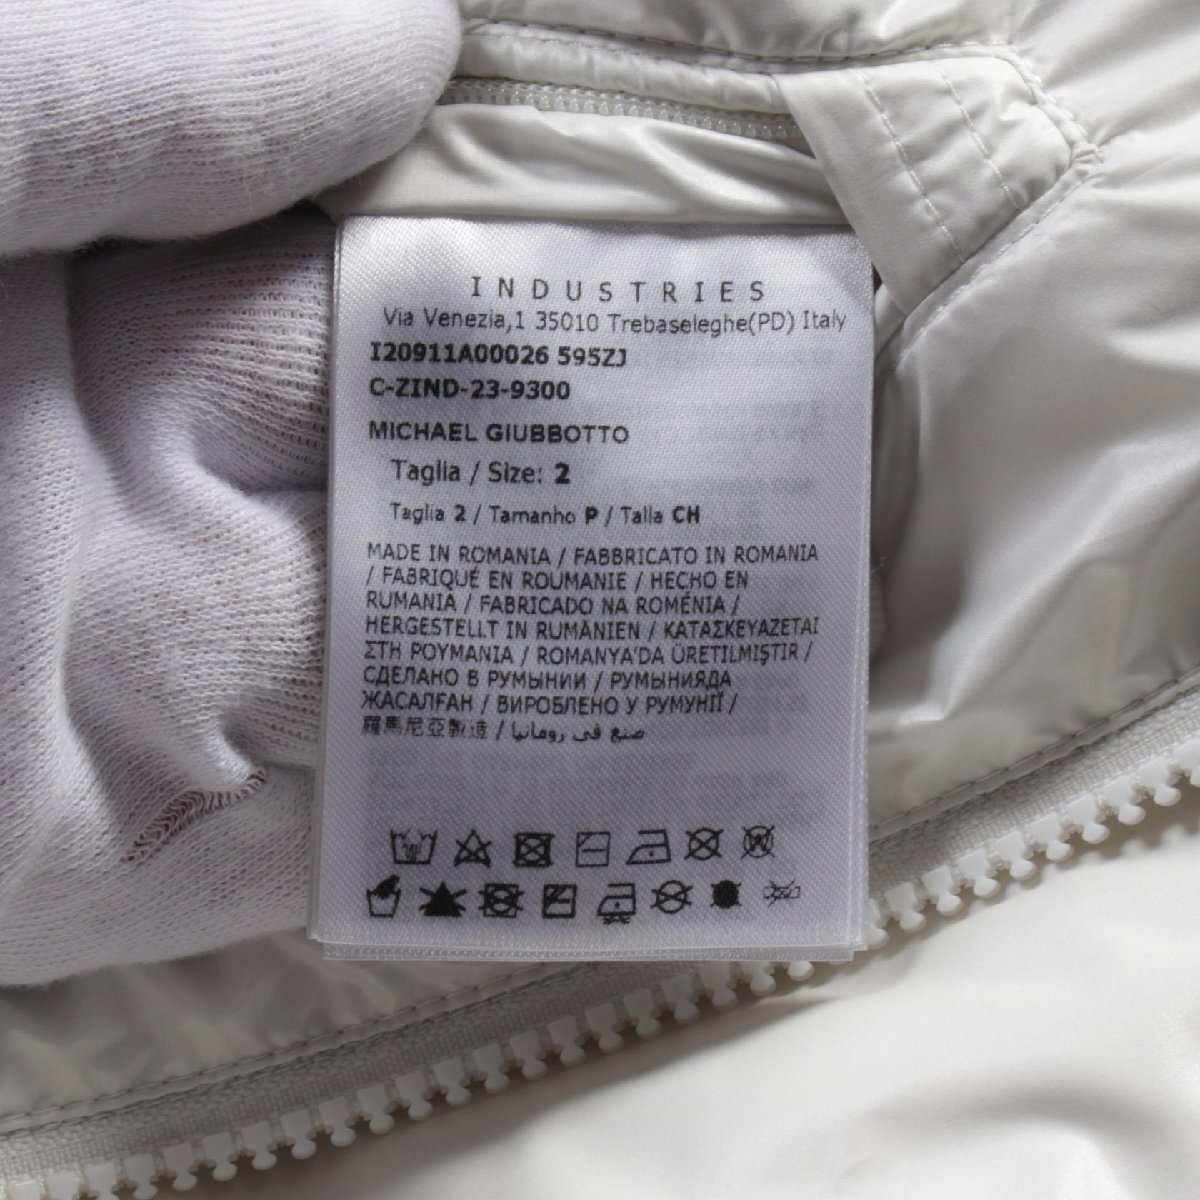 INDUSTRIES
Via Venezia,1 35010 Trebaseleghe(PD) Italy
I20911A00026 595ZJ
C-ZIND-23-9300
MICHAEL GIUBBOTTO
Taglia / Size: 2
Taglia 2 / Tamanho P / Talla CH
MADE IN ROMANIA / FABBRICATO IN ROMANIA
/ FABRIQUÉ EN ROUMANIE / HECHO EN
RUMANIA / FABRICADO NA ROMÉNIA /
HERGESTELLT IN RUMÄNIEN / ΚΑΤΑΣΚΕΥΑΖΕΤΑΙ
ΣΤΗ ΡΟΥΜΑΝΙΑ / ROMANYA'DA ÜRETILMIŞTIR /
СДЕЛАНО В РУМЫНИИ / РУМЫНИЯДА
ЖАСАЛҒАН / ВИРОБЛЕНО У РУМУНІЇ /
羅馬尼亞製造 / صنع في رومانيا